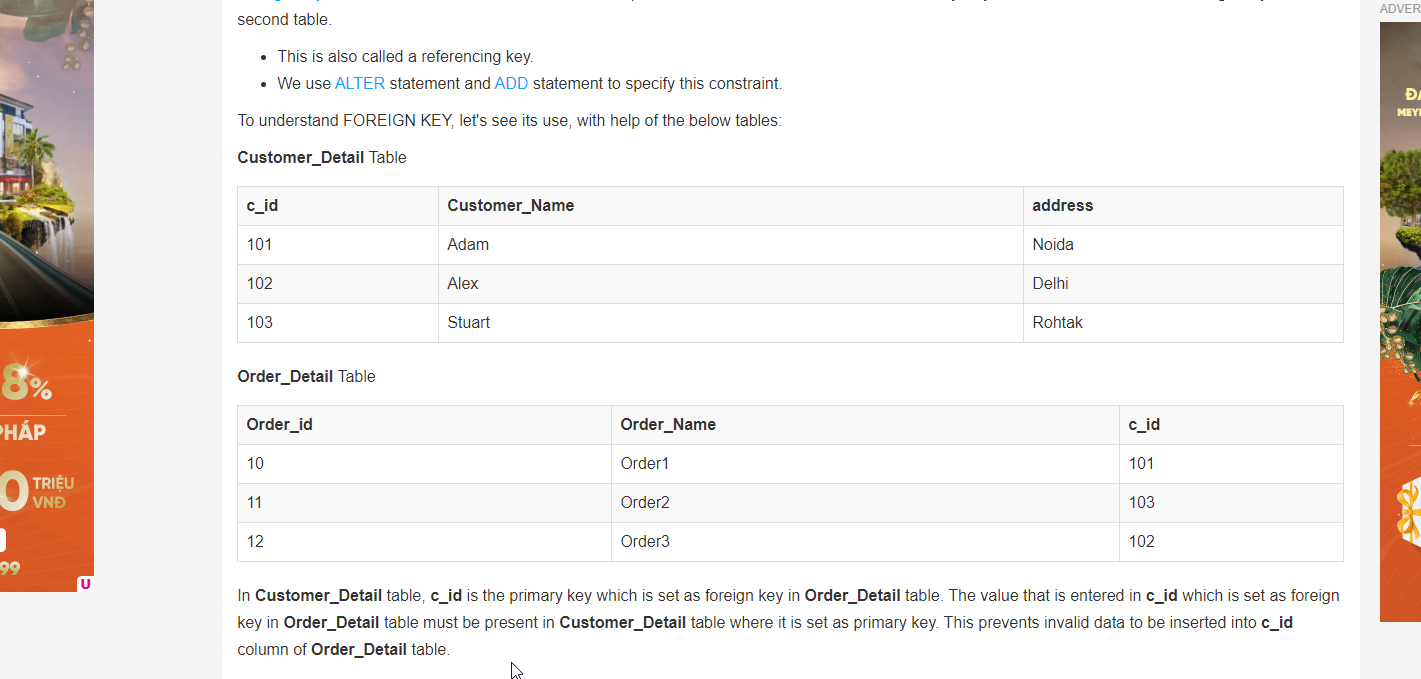 ADVER
second table.
This is also called a referencing key.
We use ALTER statement and ADD statement to specify this constraint.
To understand FOREIGN KEY, let's see its use, with help of the below tables:
Customer_Detail Table
c_id Customer_Name address
101 Adam Noida
102 Alex Delhi
103 Stuart Rohtak
Order_Detail Table
Order_id Order_Name c_id
10 Order1 101
11 Order2 103
12 Order3 102
In Customer_Detail table, c_id is the primary key which is set as foreign key in Order_Detail table. The value that is entered in c_id which is set as foreign
key in Order_Detail table must be present in Customer_Detail table where it is set as primary key. This prevents invalid data to be inserted into c_id
column of Order_Detail table.
8%
PHÁP
0 TRIỆU
VNĐ
99
U
ĐA
MEY